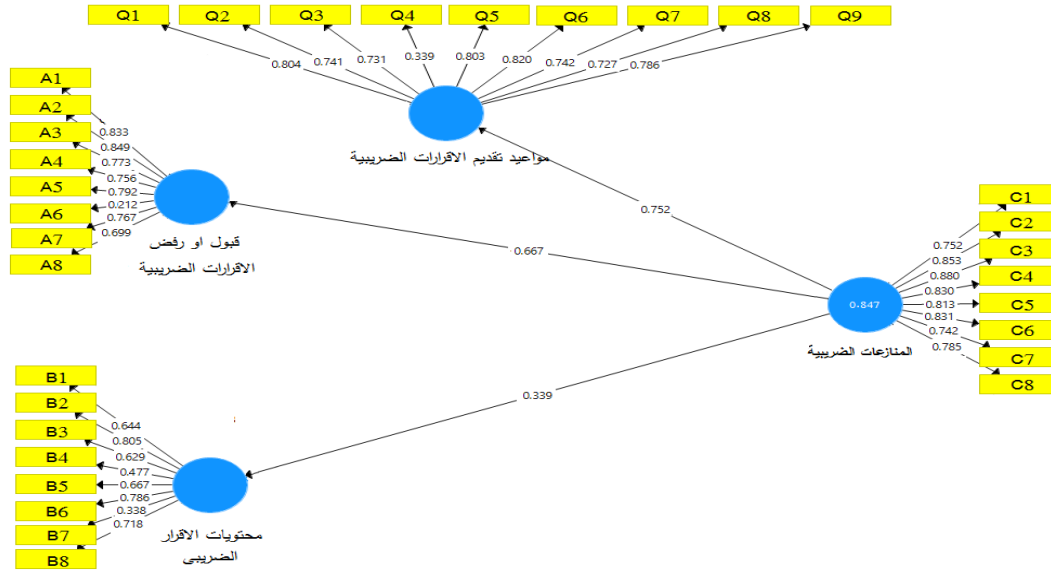 Q1 Q2 Q3 Q4 Q5 Q6 Q7 Q8 Q9
0.804 0.741 0.731 0.339 0.803 0.820 0.742 0.727 0.786
مواعيد تقديم الاقرارات الضريبية
A1
A2
A3
A4
A5
A6
A7
A8
0.833
0.849
0.773
0.756
0.792
0.212
0.767
0.699
قبول او رفض
الاقرارات الضريبية
0.752
0.667
0.339
C1
C2
C3
C4
C5
C6
C7
C8
0.752
0.853
0.880
0.830
0.813
0.831
0.742
0.785
0.847
المنازعات الضريبية
B1
B2
B3
B4
B5
B6
B7
B8
0.644
0.805
0.629
0.477
0.667
0.786
0.338
0.718
محتويات الاقرار
الضريبى